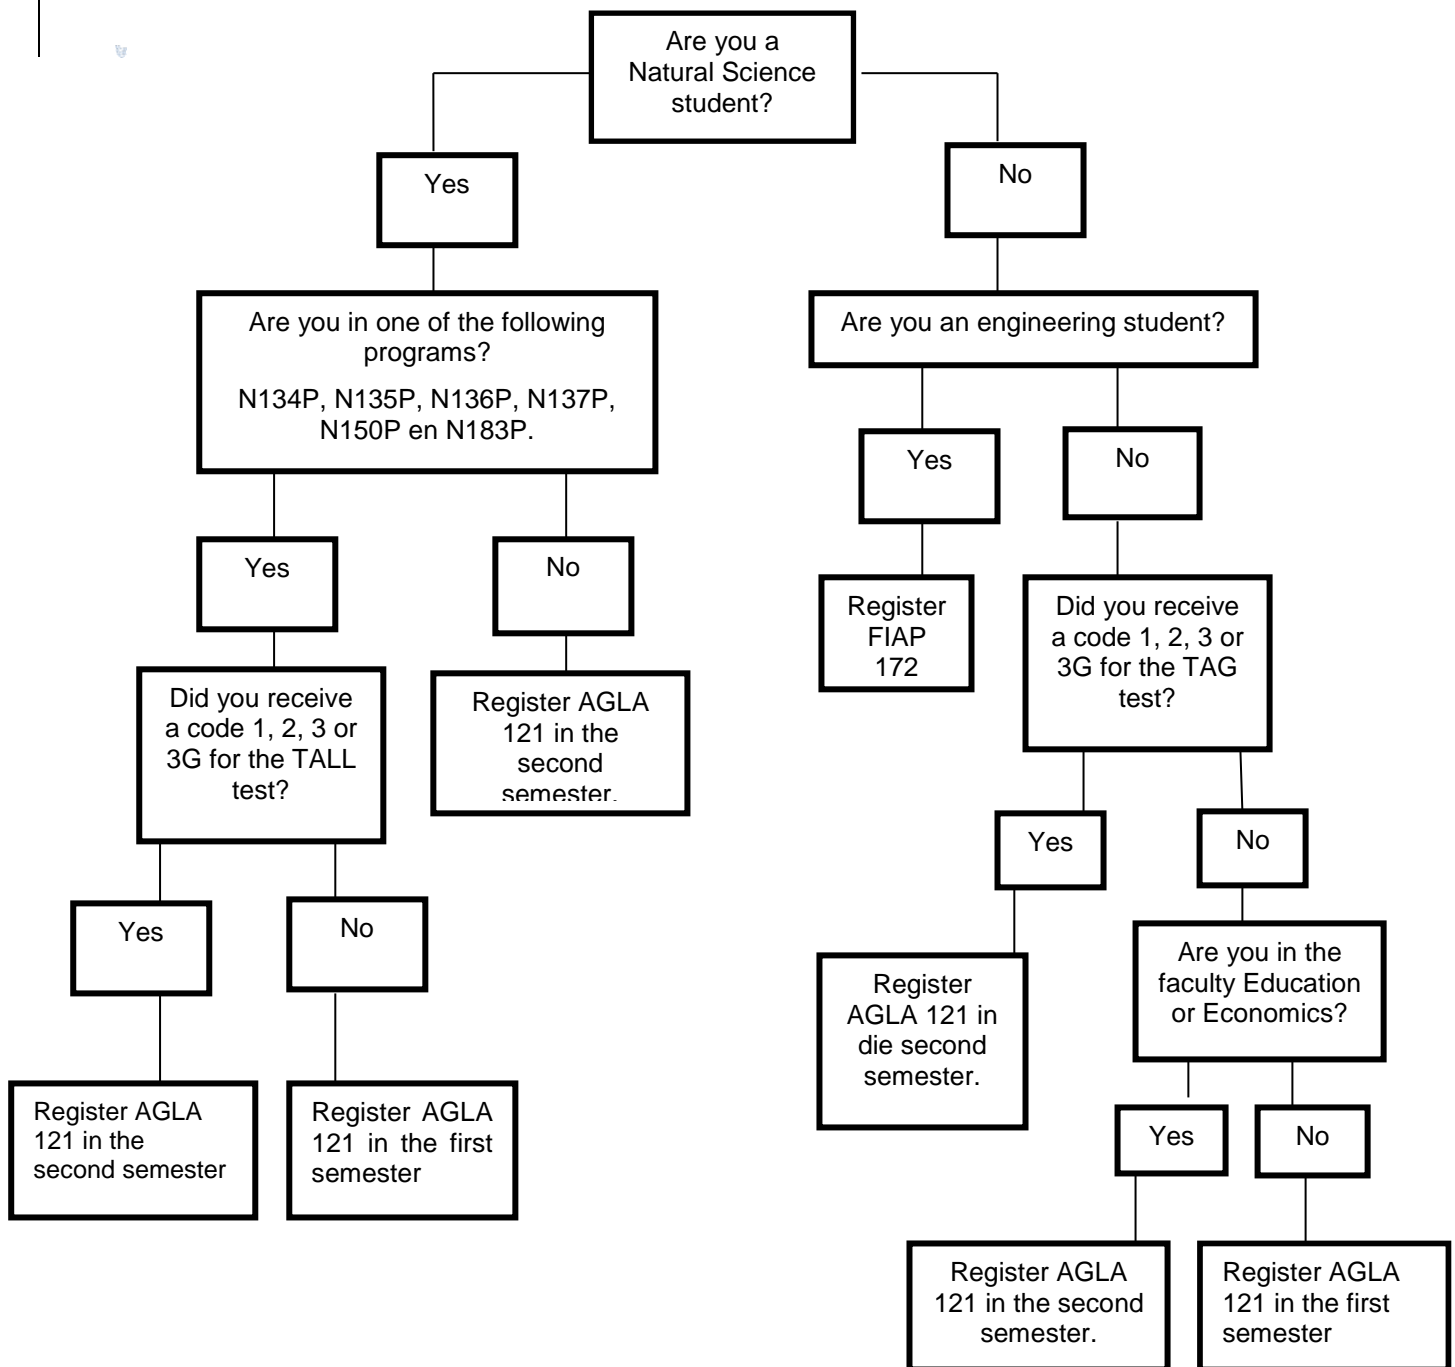 Are you a
Natural Science
student?
Yes
No
Are you in one of the following
programs?
N134P, N135P, N136P, N137P,
N150P en N183P.
Are you an engineering student?
Yes
No
Yes
No
Register
FIAP
172
Did you receive
a code 1, 2, 3 or
3G for the TAG
test?
Did you receive
a code 1, 2, 3 or
3G for the TALL
test?
Register AGLA
121 in the
second
semester.
Yes
No
Yes
No
Are you in the
faculty Education
or Economics?
Register
AGLA 121 in
die second
semester.
Register AGLA
121 in the
second semester
Register AGLA
121 in the first
semester
Yes
No
Register AGLA
121 in the second
semester.
Register AGLA
121 in the first
semester